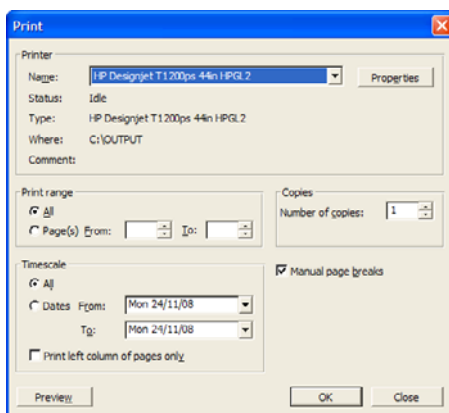 Print
Printer
Name: HP Designjet T1200ps 44in HPGL2 Properties
Status: Idle
Type: HP Designjet T1200ps 44in HPGL2
Where: C:\OUTPUT
Comment:
Print range
All
Page(s) From: To:
Copies
Number of copies: 1
Timescale
All
Dates From: Mon 24/11/08
To: Mon 24/11/08
Print left column of pages only
Manual page breaks
Preview OK Close